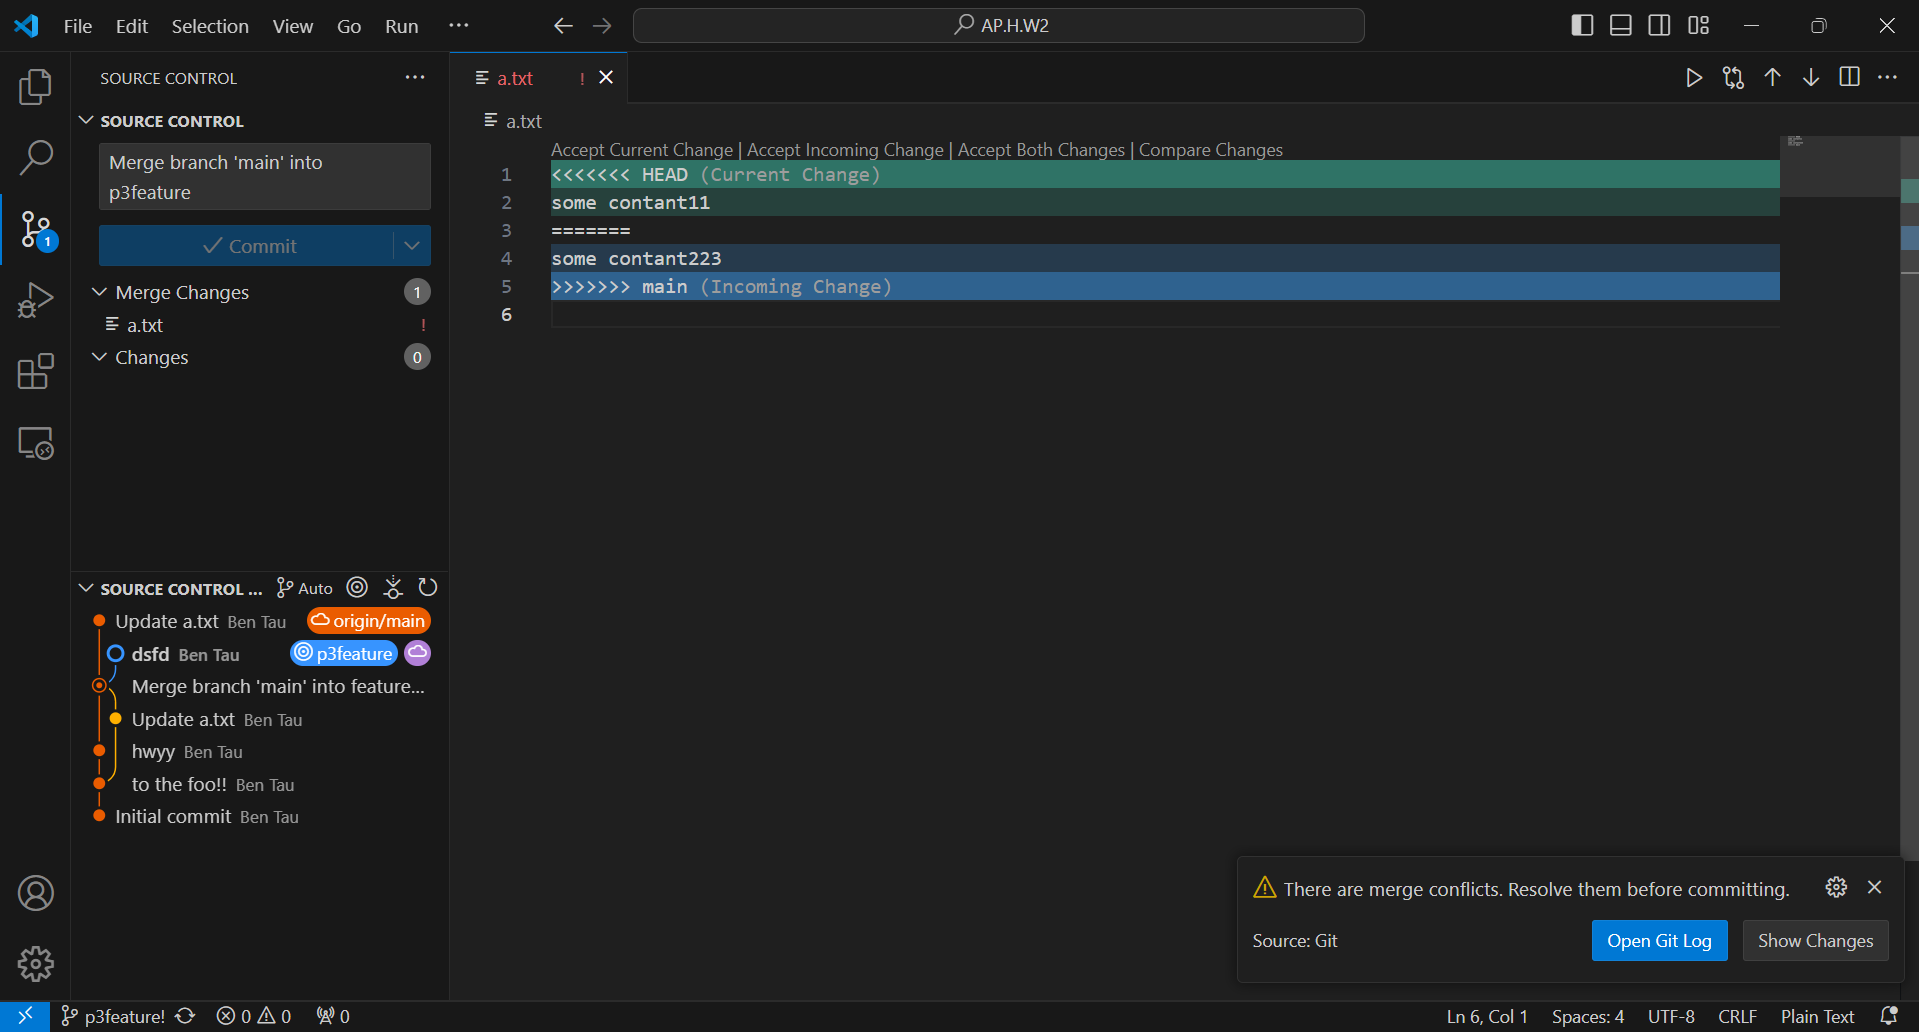 File Edit Selection View Go Run ··· AP.H.W2
SOURCE CONTROL ···
SOURCE CONTROL
Merge branch 'main' into
p3feature
Commit
Merge Changes 1
a.txt !
Changes 0
1
a.txt !
a.txt
Accept Current Change | Accept Incoming Change | Accept Both Changes | Compare Changes
1 <<<<<<< HEAD (Current Change)
2 some contant11
3 =======
4 some contant223
5 >>>>>>> main (Incoming Change)
6
SOURCE CONTROL ... Auto
Update a.txt Ben Tau origin/main
dsfd Ben Tau p3feature
Merge branch 'main' into feature...
Update a.txt Ben Tau
hwyy Ben Tau
to the foo!! Ben Tau
Initial commit Ben Tau
There are merge conflicts. Resolve them before committing.
Source: Git Open Git Log Show Changes
p3feature! 0 0 0 Ln 6, Col 1 Spaces: 4 UTF-8 CRLF Plain Text